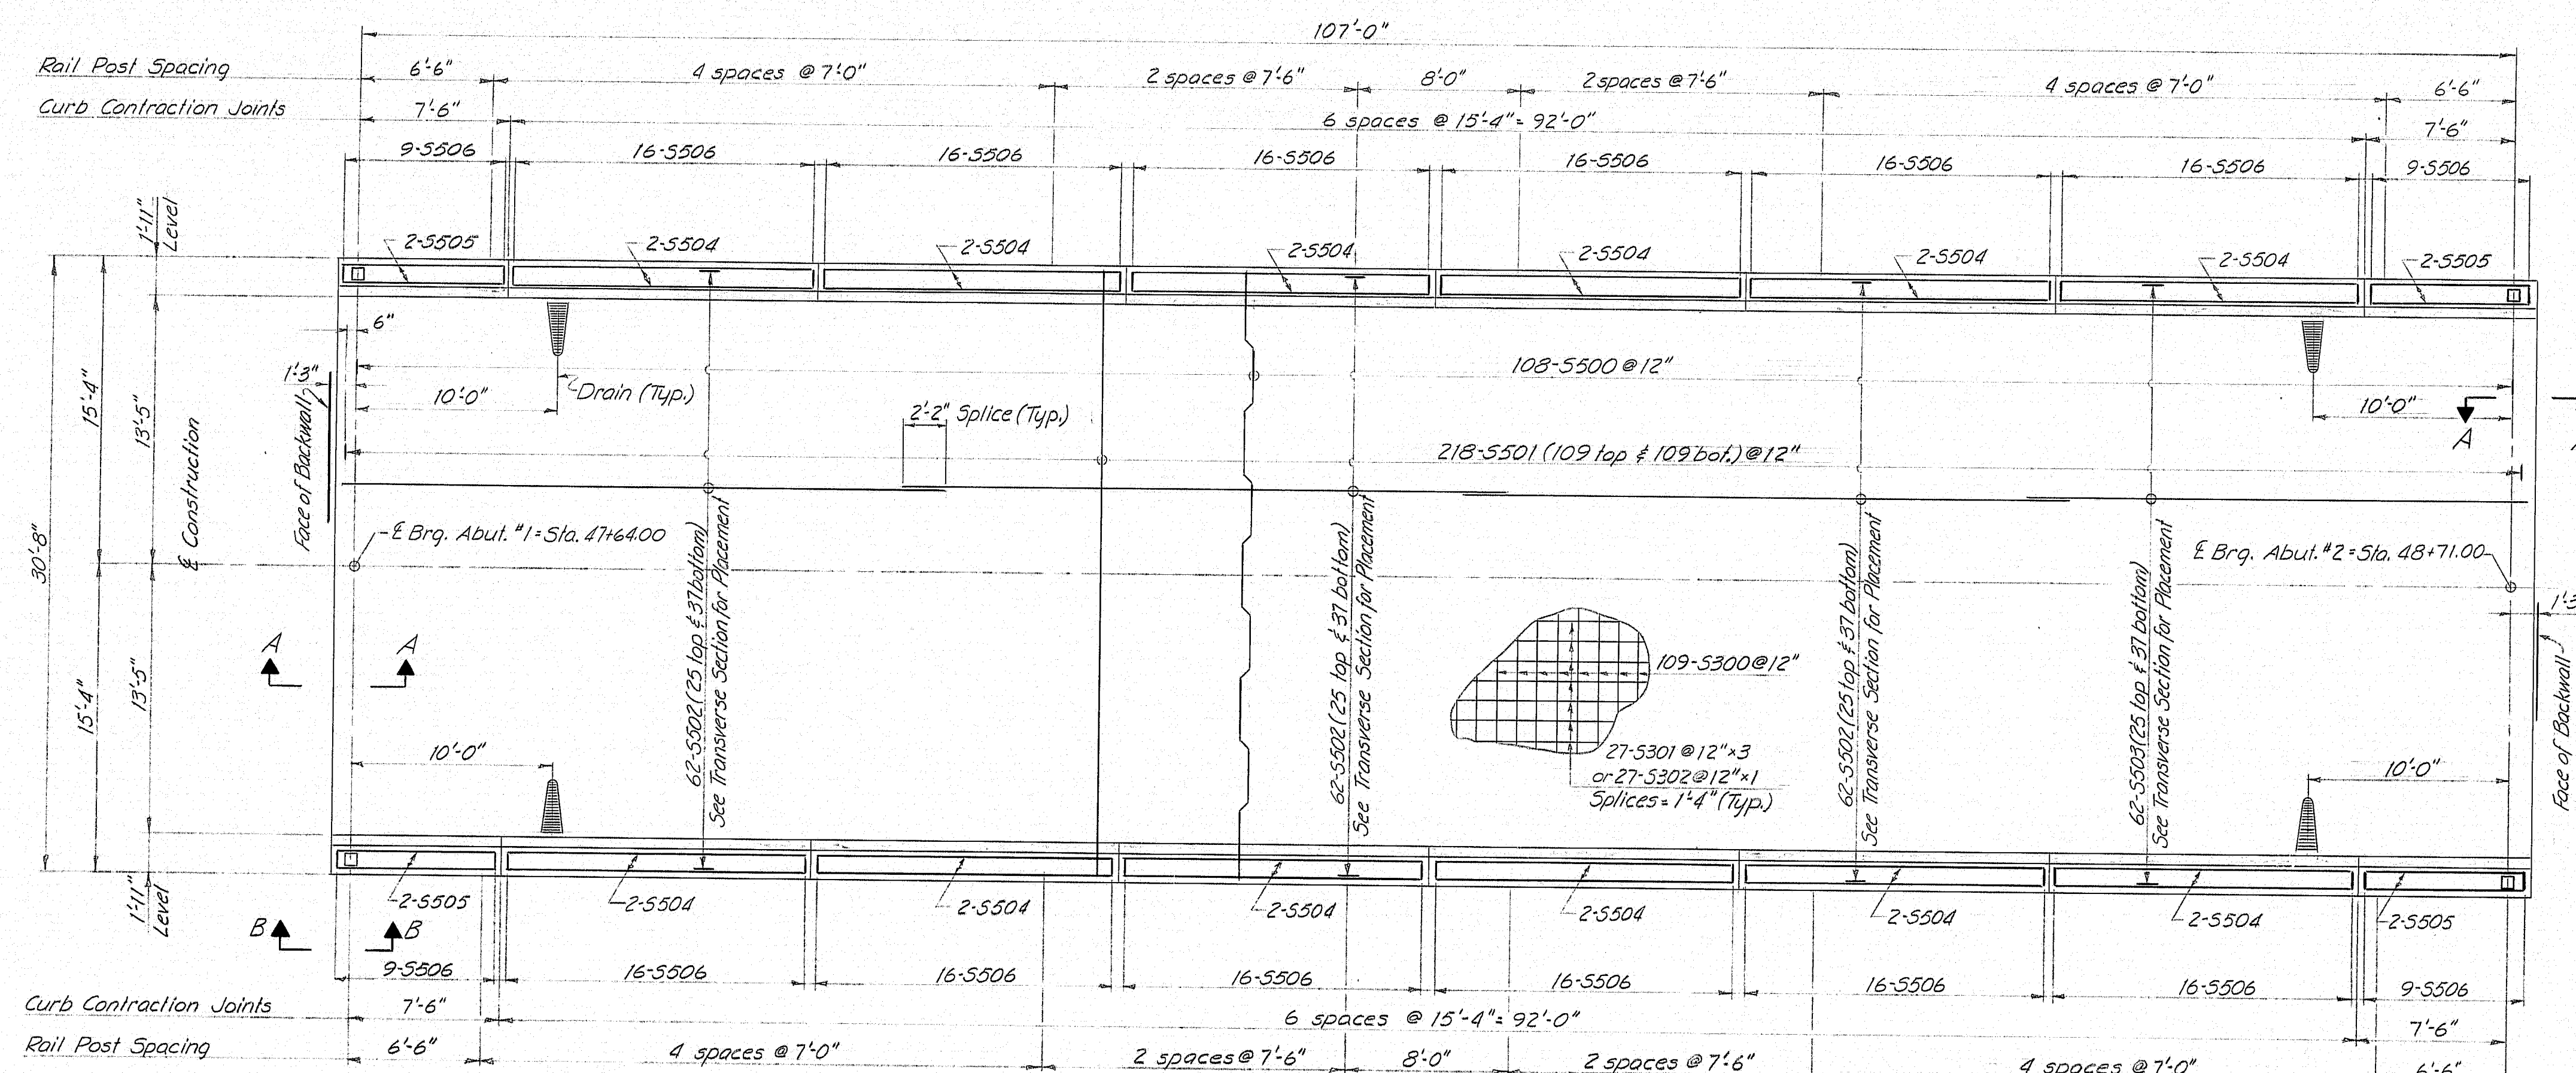 107'-0"
Rail Post Spacing 6'-6" 4 spaces @ 7'-0" 2 spaces @ 7'-6" 8'-0" 2 spaces @ 7'-6" 4 spaces @ 7'-0" 6'-6"
Curb Contraction Joints 7'-6" 6 spaces @ 15'-4" = 92'-0" 7'-6"
9-S506 16-S506 16-S506 16-S506 16-S506 16-S506 16-S506 9-S506
1'-11" Level
2-S505 2-S504 2-S504 2-S504 2-S504 2-S504 2-S504 2-S505
6"
108-S500 @ 12"
1'-3"
10'-0"
Drain (Typ.)
2'-2" Splice (Typ.)
10'-0"
A
218-S501 (109 top & 109 bot.) @ 12"
15'-4"
13'-5"
30'-8"
℄ Construction
Face of Backwall
℄ Brg. Abut. #1 = Sta. 47+64.00
℄ Brg. Abut. #2 = Sta. 48+71.00
62-S502 (25 top & 37 bottom)
See Transverse Section for Placement
62-S502 (25 top & 37 bottom)
See Transverse Section for Placement
62-S502 (25 top & 37 bottom)
See Transverse Section for Placement
62-S503 (25 top & 37 bottom)
See Transverse Section for Placement
A A
109-S300 @ 12"
27-S301 @ 12" × 3
or 27-S302 @ 12" × 1
Splices = 1'-4" (Typ.)
15'-4"
13'-5"
10'-0"
10'-0"
Face of Backwall
1'-11" Level
2-S505 2-S504 2-S504 2-S504 2-S504 2-S504 2-S504 2-S505
B B
9-S506 16-S506 16-S506 16-S506 16-S506 16-S506 16-S506 9-S506
Curb Contraction Joints 7'-6" 6 spaces @ 15'-4" = 92'-0" 7'-6"
Rail Post Spacing 6'-6" 4 spaces @ 7'-0" 2 spaces @ 7'-6" 8'-0" 2 spaces @ 7'-6" 4 spaces @ 7'-0" 6'-6"